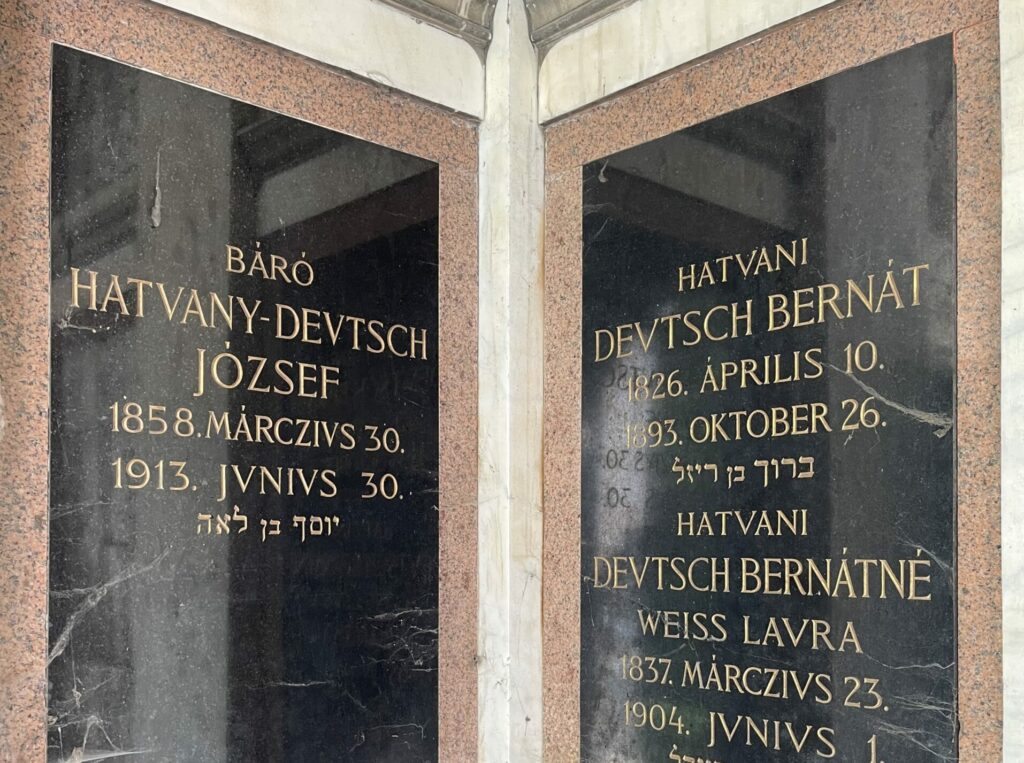 BÁRÓ
HATVANY-DEVTSCH
JÓZSEF
1858. MÁRCZIVS 30.
1913. JVNIVS 30.
יוסף בן לאה
HATVANI
DEVTSCH BERNÁT
1826. ÁPRILIS 10.
1893. OKTOBER 26.
ברוך בן ריזל
HATVANI
DEVTSCH BERNÁTNÉ
WEISS LAVRA
1837. MÁRCZIVS 23.
1904. JVNIVS 1.